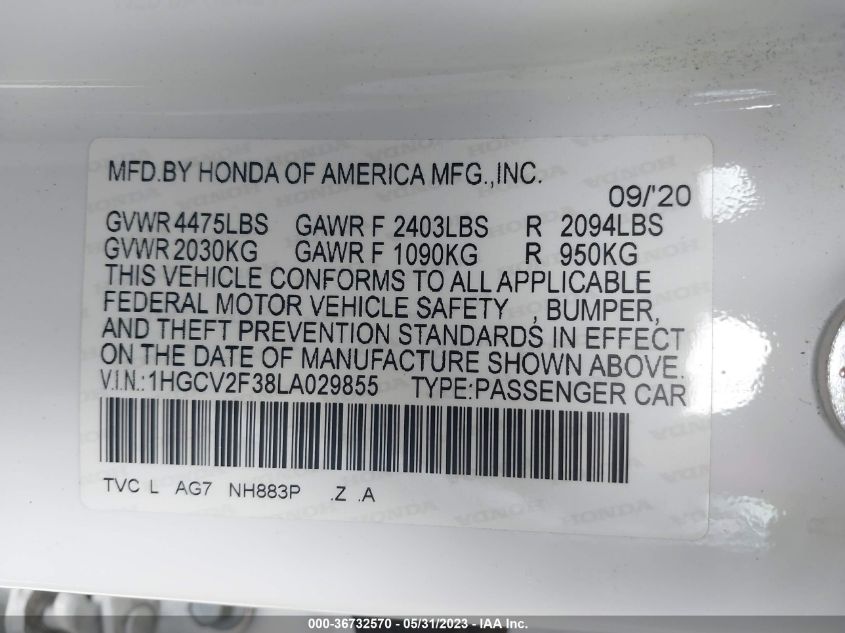 MFD.BY HONDA OF AMERICA MFG.,INC.
09/'20
GVWR 4475LBS GAWR F 2403LBS R 2094LBS
GVWR 2030KG GAWR F 1090KG R 950KG
THIS VEHICLE CONFORMS TO ALL APPLICABLE
FEDERAL MOTOR VEHICLE SAFETY , BUMPER,
AND THEFT PREVENTION STANDARDS IN EFFECT
ON THE DATE OF MANUFACTURE SHOWN ABOVE.
V.I.N.:1HGCV2F38LA029855 TYPE:PASSENGER CAR
TVC L AG7 NH883P .Z .A
000-36732570 - 05/31/2023 - IAA Inc.